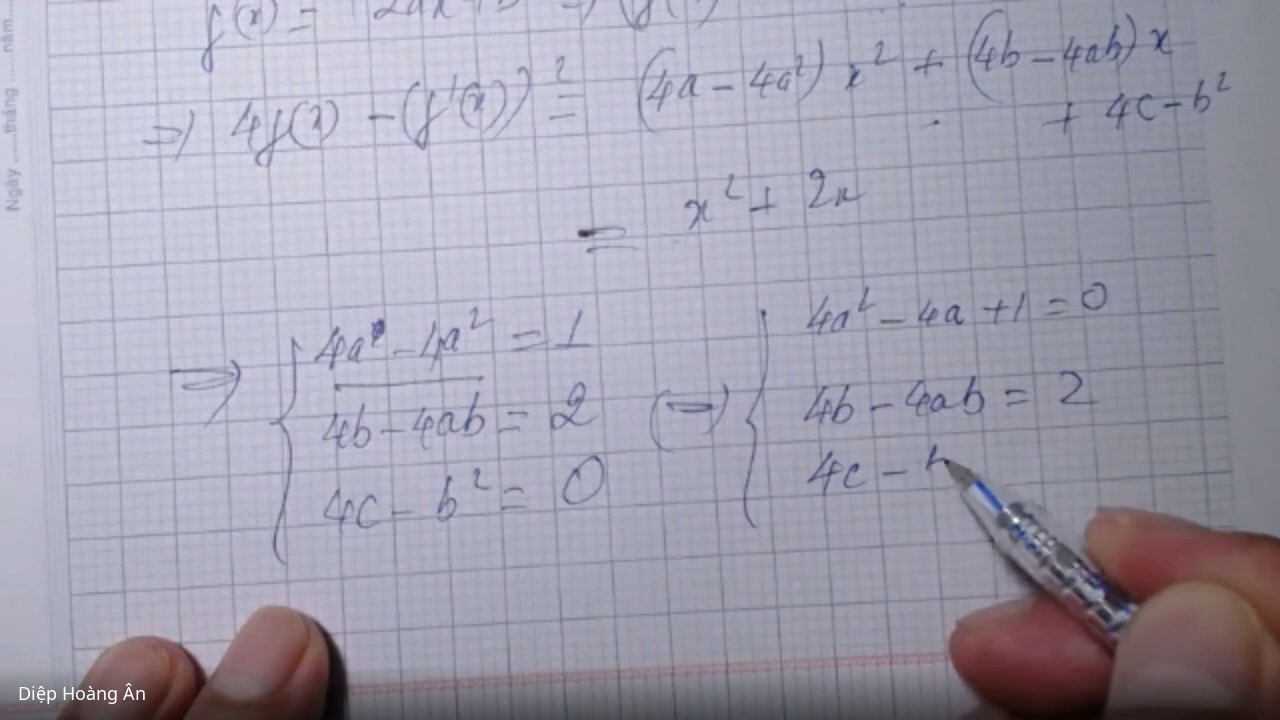 f'(x) = 2ax + b
=> 4f(x) - (f'(x))² = (4a - 4a²) x² + (4b - 4ab) x
+ 4c - b²
= x² + 2x
=> { 4a - 4a² = 1 (=) { 4a² - 4a + 1 = 0
4b - 4ab = 2 4b - 4ab = 2
4c - b² = 0 4c -
Ngày ......tháng ...... năm...
Diệp Hoàng Ân